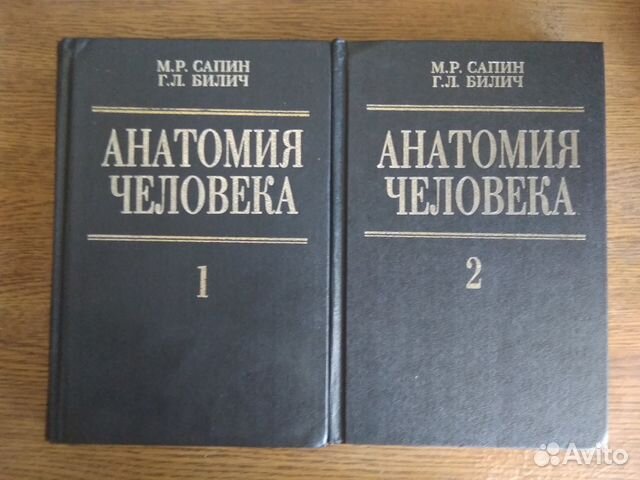 М.Р. САПИН
Г.Л. БИЛИЧ
АНАТОМИЯ
ЧЕЛОВЕКА
1
М.Р. САПИН
Г.Л. БИЛИЧ
АНАТОМИЯ
ЧЕЛОВЕКА
2
Avito